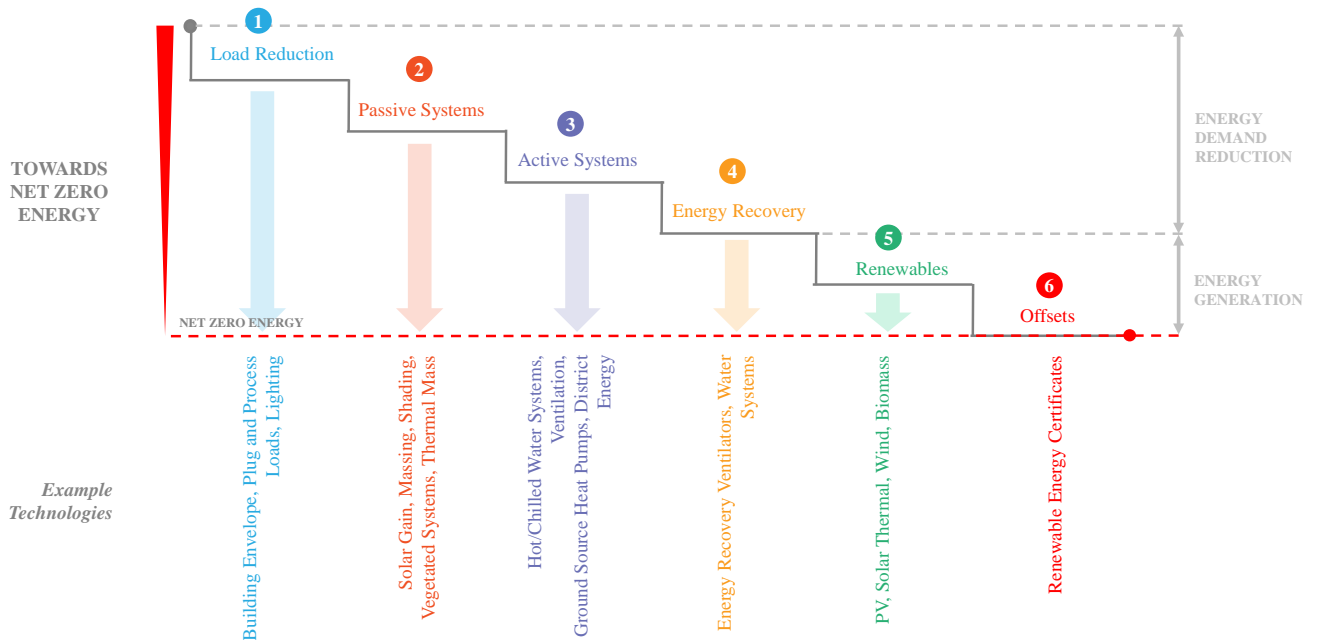 1
Load Reduction
2
Passive Systems
3
Active Systems
4
Energy Recovery
5
Renewables
6
Offsets
ENERGY
DEMAND
REDUCTION
ENERGY
GENERATION
TOWARDS
NET ZERO
ENERGY
NET ZERO ENERGY
Example
Technologies
Building Envelope, Plug and Process
Loads, Lighting
Solar Gain, Massing, Shading,
Vegetated Systems, Thermal Mass
Hot/Chilled Water Systems,
Ventilation,
Ground Source Heat Pumps, District
Energy
Energy Recovery Ventilators, Water
Systems
PV, Solar Thermal, Wind, Biomass
Renewable Energy Certificates